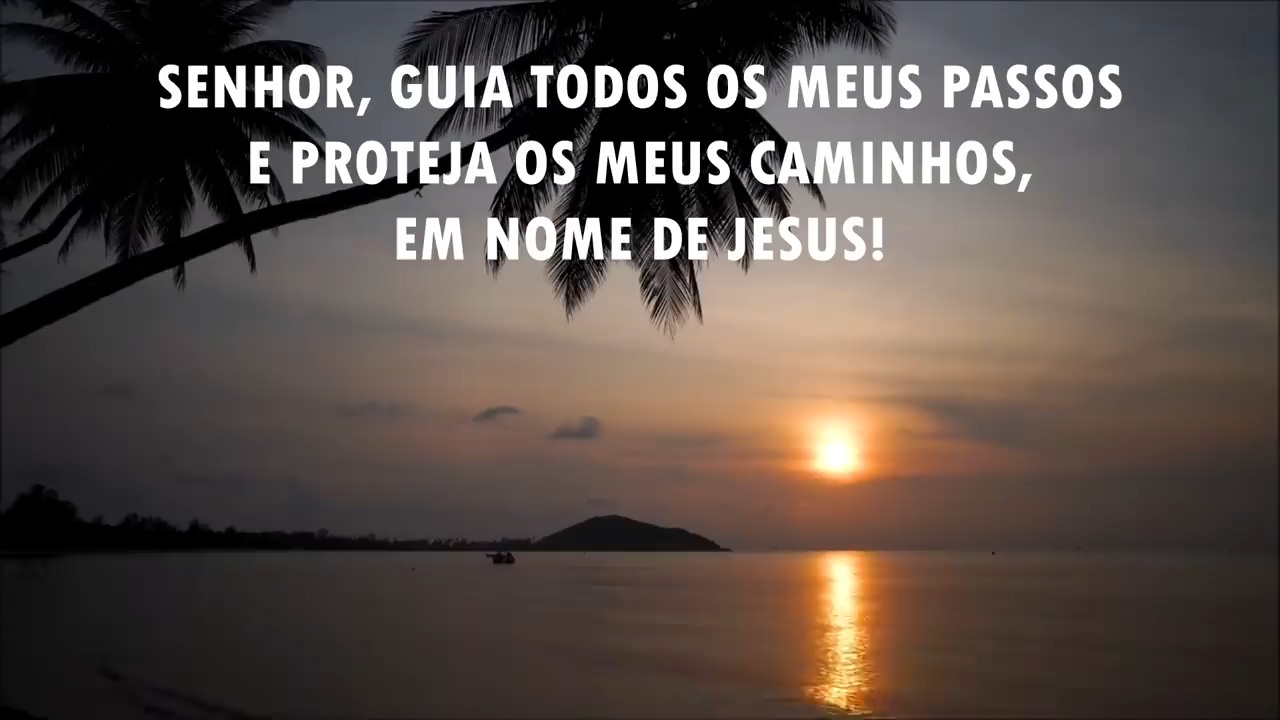 SENHOR, GUIA TODOS OS MEUS PASSOS
E PROTEJA OS MEUS CAMINHOS,
EM NOME DE JESUS!